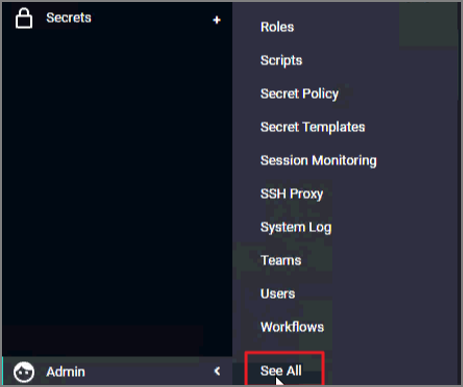 Secrets +
Roles
Scripts
Secret Policy
Secret Templates
Session Monitoring
SSH Proxy
System Log
Teams
Users
Workflows
Admin <
See All